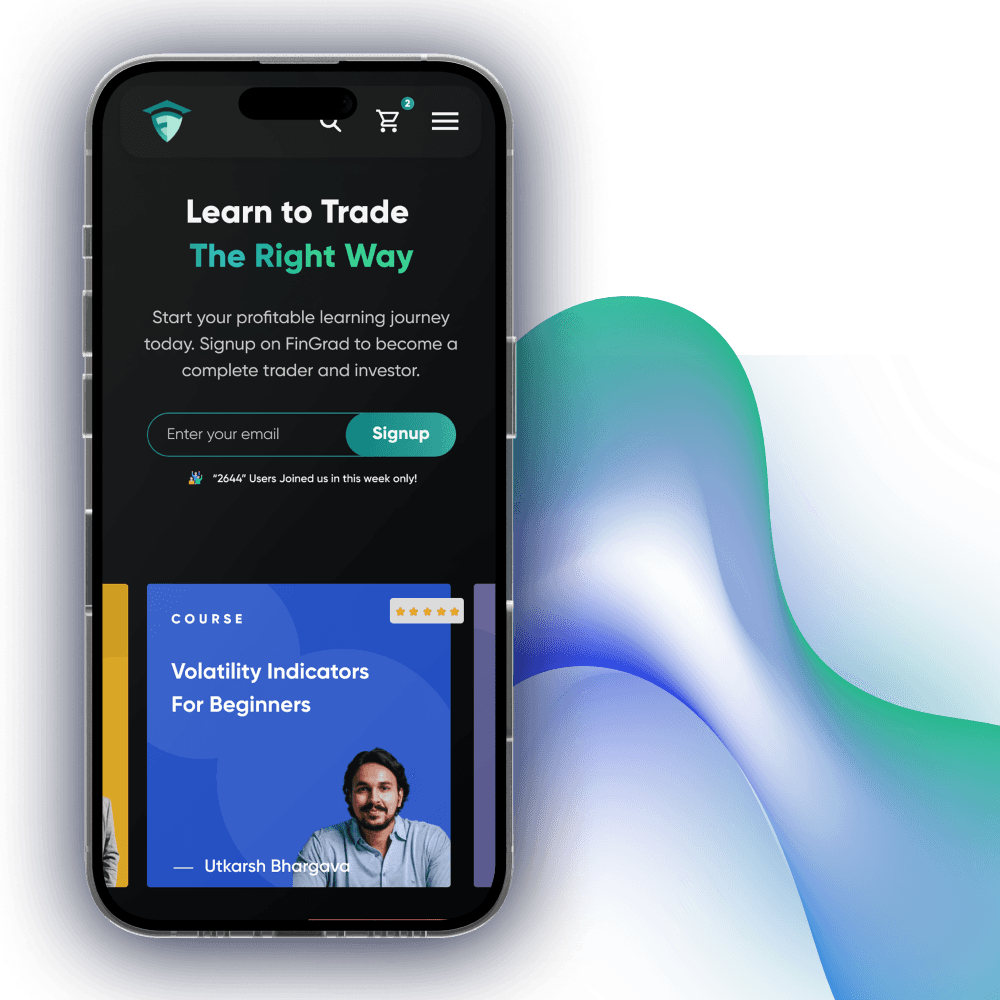 2
Learn to Trade
The Right Way
Start your profitable learning journey
today. Signup on FinGrad to become a
complete trader and investor.
Enter your email
Signup
“2644” Users Joined us in this week only!
COURSE
Volatility Indicators
For Beginners
— Utkarsh Bhargava